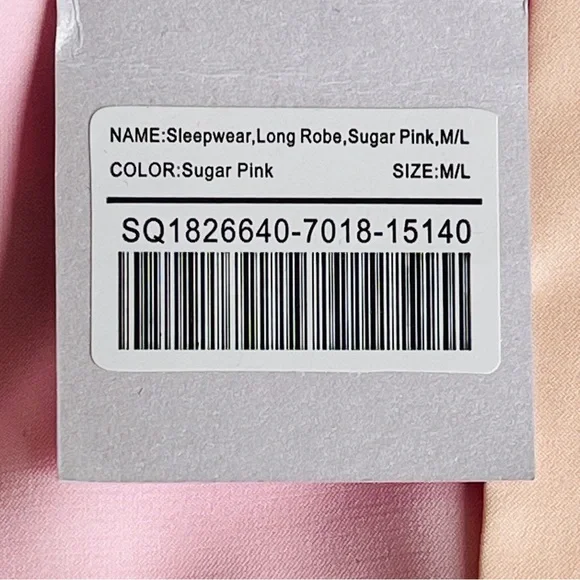 NAME:Sleepwear,Long Robe,Sugar Pink,M/L
COLOR:Sugar Pink SIZE:M/L
SQ1826640-7018-15140